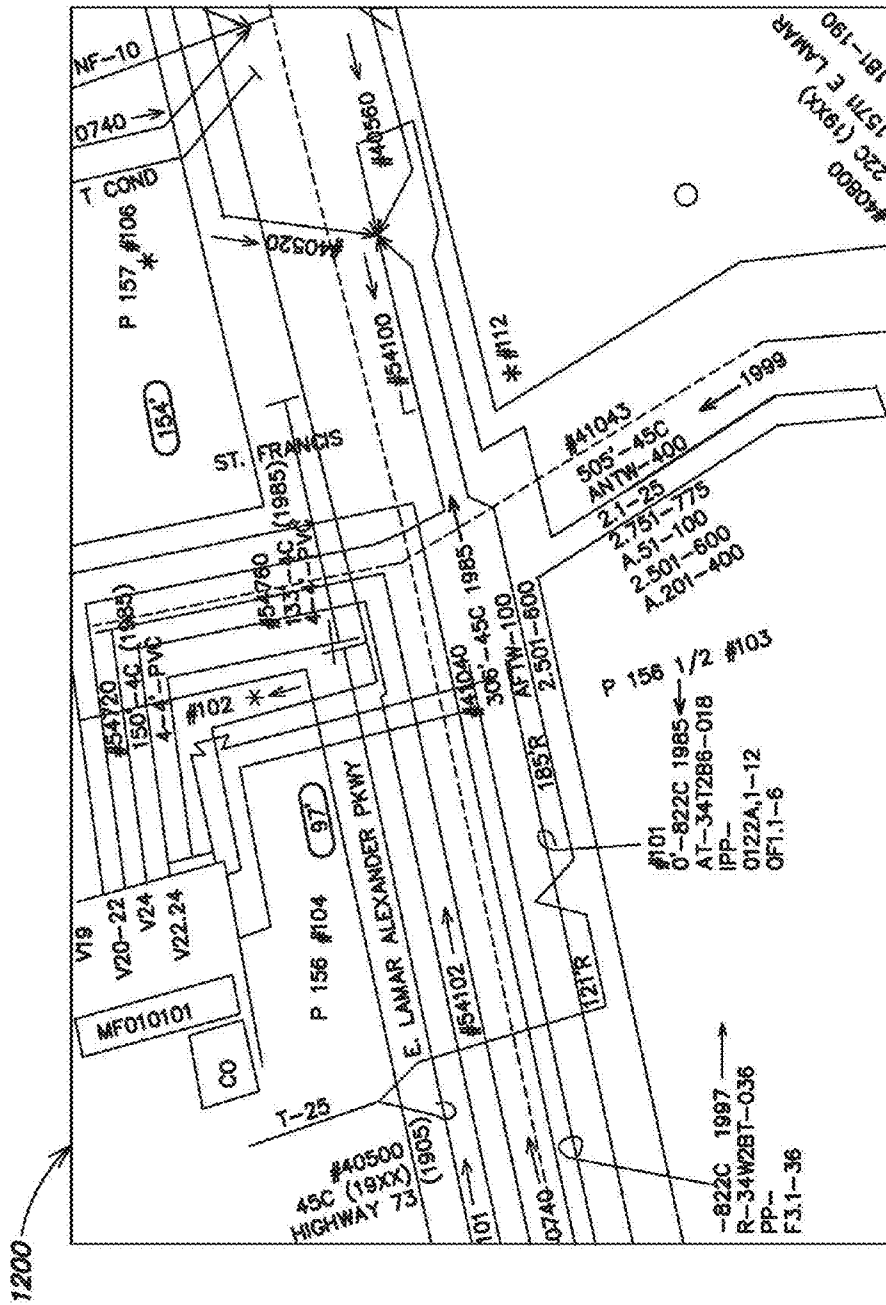 1200
NF-10
0740
T COND
P 157 #106
*
#40520
#40560
154'
ST. FRANCIS
#54100
* #112
#40800
22C (19XX)
15711 E LAMAR
181-190
#54720
150'-4C (1985)
4-4'-PVC
#54760
133'-4C (1985)
4-4'-PVC
#102 *
#41043
505'-45C
ANTW-400
2.1-25
2.751-775
A.51-100
2.501-600
A.201-400
1999
#41040
306'-45C 1985
AFTW-100
2.501-600
P 156 1/2 #103
V19
V20-22
V24
V22.24
MF010101
CO
P 156 #104
97'
E. LAMAR ALEXANDER PKWY
#54102
185'R
121'R
#101
0'-822C 1985
AT-34T2B6-018
IPP-
0122A,1-12
OF1.1-6
T-25
#40500
45C (19XX)
HIGHWAY 73 (1905)
101
0740
-822C 1997
R-34W2BT-036
PP-
F3.1-36